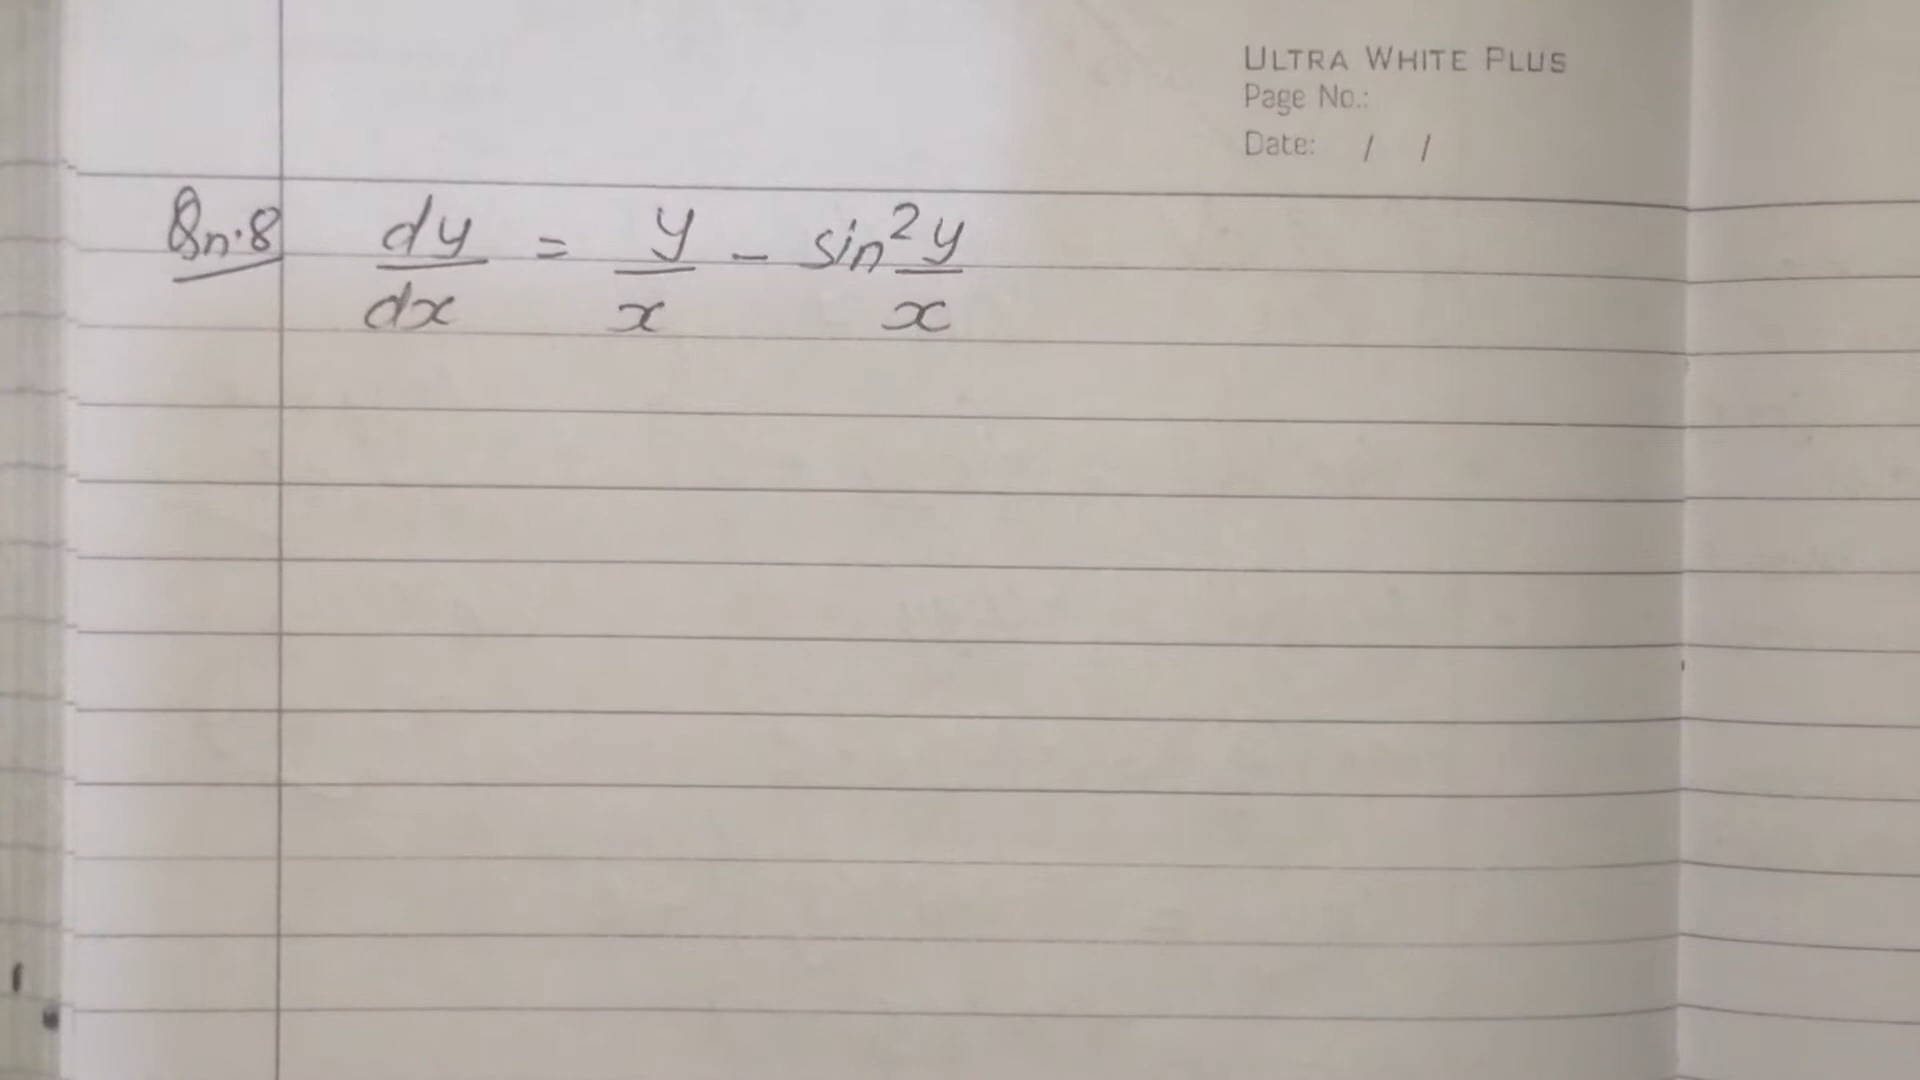 ULTRA WHITE PLUS
Page No.:
Date: / /
Qn.8 dy/dx = y/x - sin² y/x